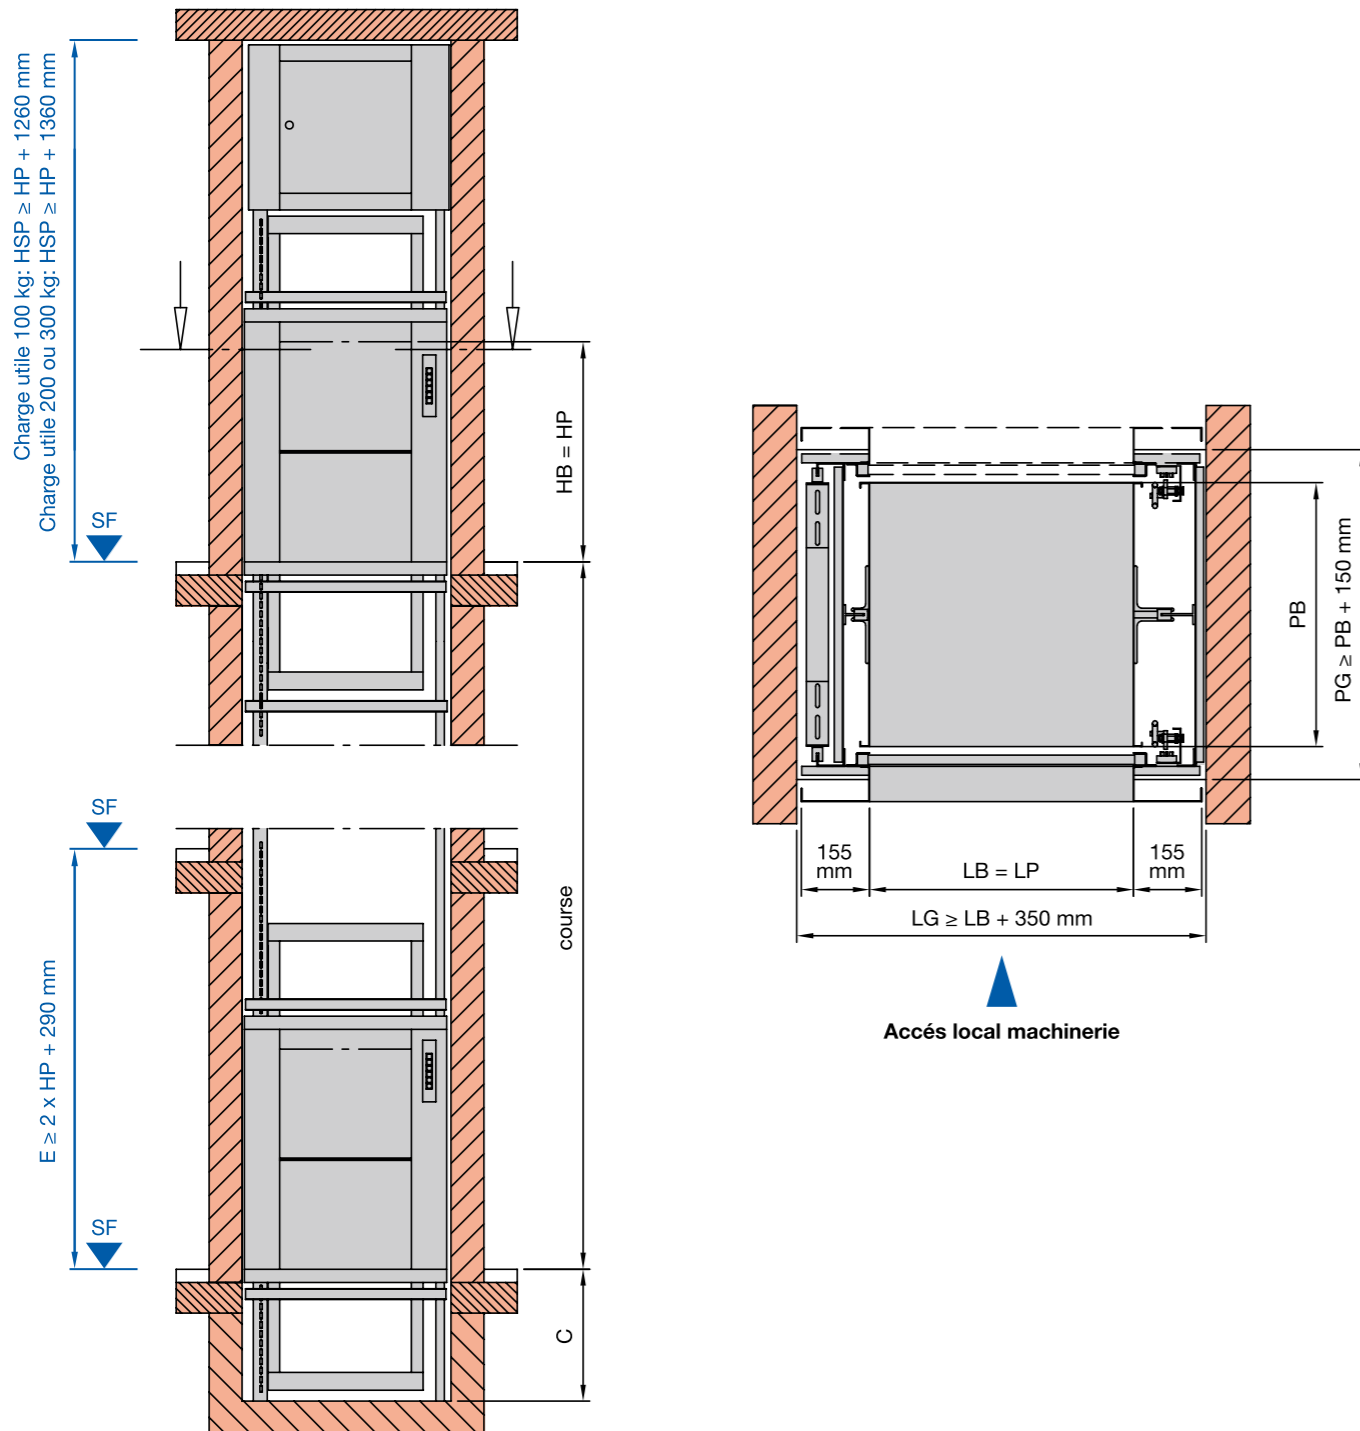 Charge utile 100 kg: HSP ≥ HP + 1260 mm
Charge utile 200 ou 300 kg: HSP ≥ HP + 1360 mm
SF
HB = HP
SF
E ≥ 2 x HP + 290 mm
course
SF
C
PB
PG ≥ PB + 150 mm
155 mm
LB = LP
155 mm
LG ≥ LB + 350 mm
Accés local machinerie